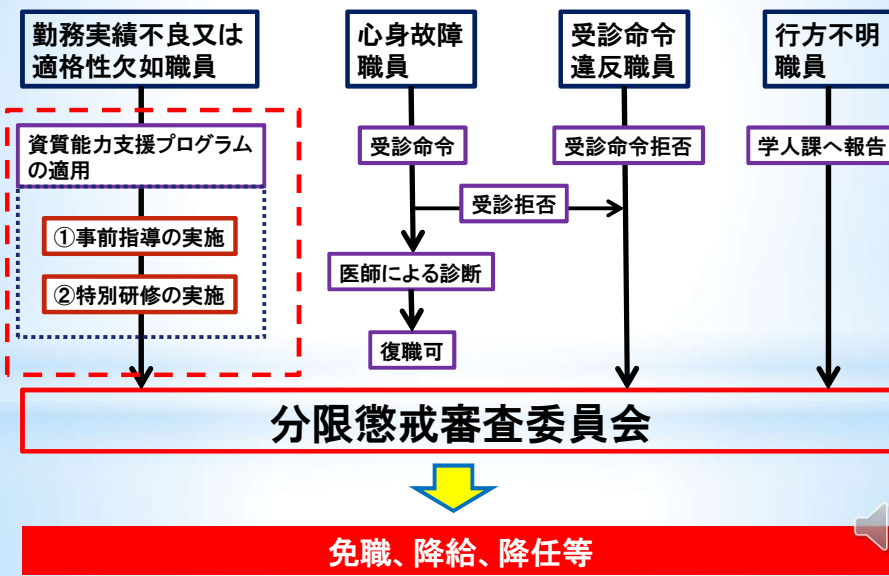 勤務実績不良又は
適格性欠如職員
心身故障
職員
受診命令
違反職員
行方不明
職員
資質能力支援プログラム
の適用
受診命令
受診命令拒否
学人課へ報告
受診拒否
①事前指導の実施
医師による診断
②特別研修の実施
復職可
分限懲戒審査委員会
免職、降給、降任等